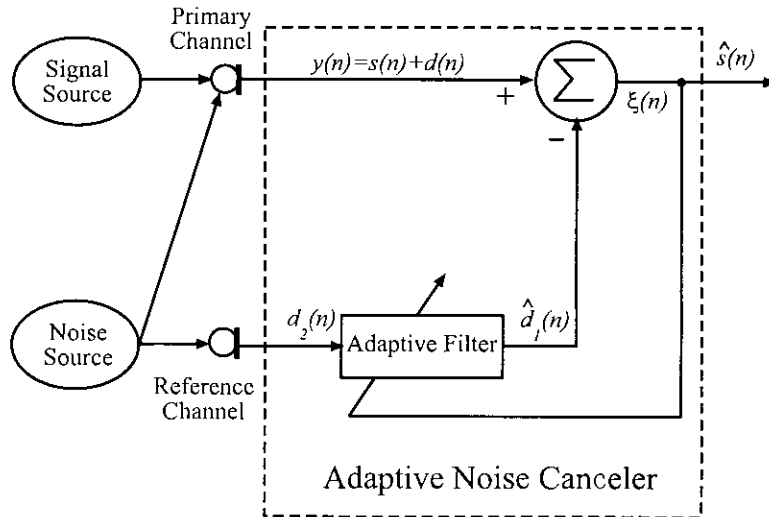 Primary
Channel
Signal
Source
y(n)=s(n)+d(n)
+
Σ
ŝ(n)
ξ(n)
−
Noise
Source
d₂(n)
Adaptive Filter
d̂₁(n)
Reference
Channel
Adaptive Noise Canceler